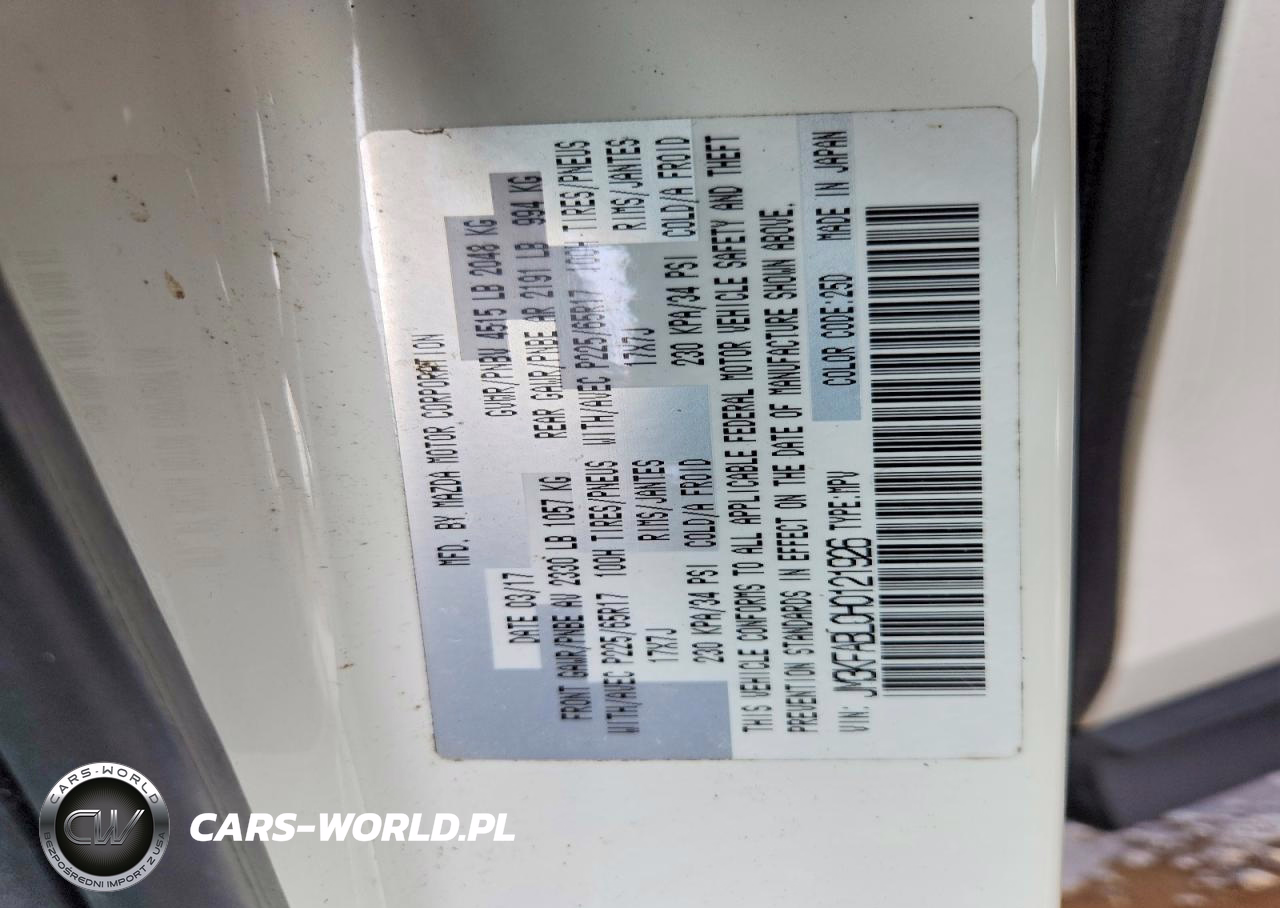 MFD. BY MAZDA MOTOR CORPORATION
DATE 03/17 GVWR/PNBV 4515 LB 2048 KG
FRONT GAWR/PNBE AV 2330 LB 1057 KG REAR GAWR/PNBE AR 2191 LB 994 KG
WITH/AVEC P225/65R17 100H TIRES/PNEUS WITH/AVEC P225/65R17 100H TIRES/PNEUS
17X7J RIMS/JANTES 17X7J RIMS/JANTES
230 KPA/34 PSI COLD/A FROID 230 KPA/34 PSI COLD/A FROID
THIS VEHICLE CONFORMS TO ALL APPLICABLE FEDERAL MOTOR VEHICLE SAFETY AND THEFT
PREVENTION STANDARDS IN EFFECT ON THE DATE OF MANUFACTURE SHOWN ABOVE.
VIN: JM3KFABL0H0121926 TYPE:MPV COLOR CODE:25D MADE IN JAPAN
CARS-WORLD
CW
BEZPOŚREDNI IMPORT Z USA
CARS-WORLD.PL